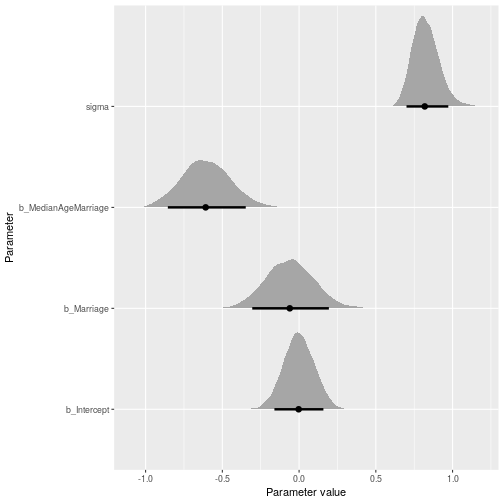 Parameter
sigma
b_MedianAgeMarriage
b_Marriage
b_Intercept
-1.0 -0.5 0.0 0.5 1.0
Parameter value